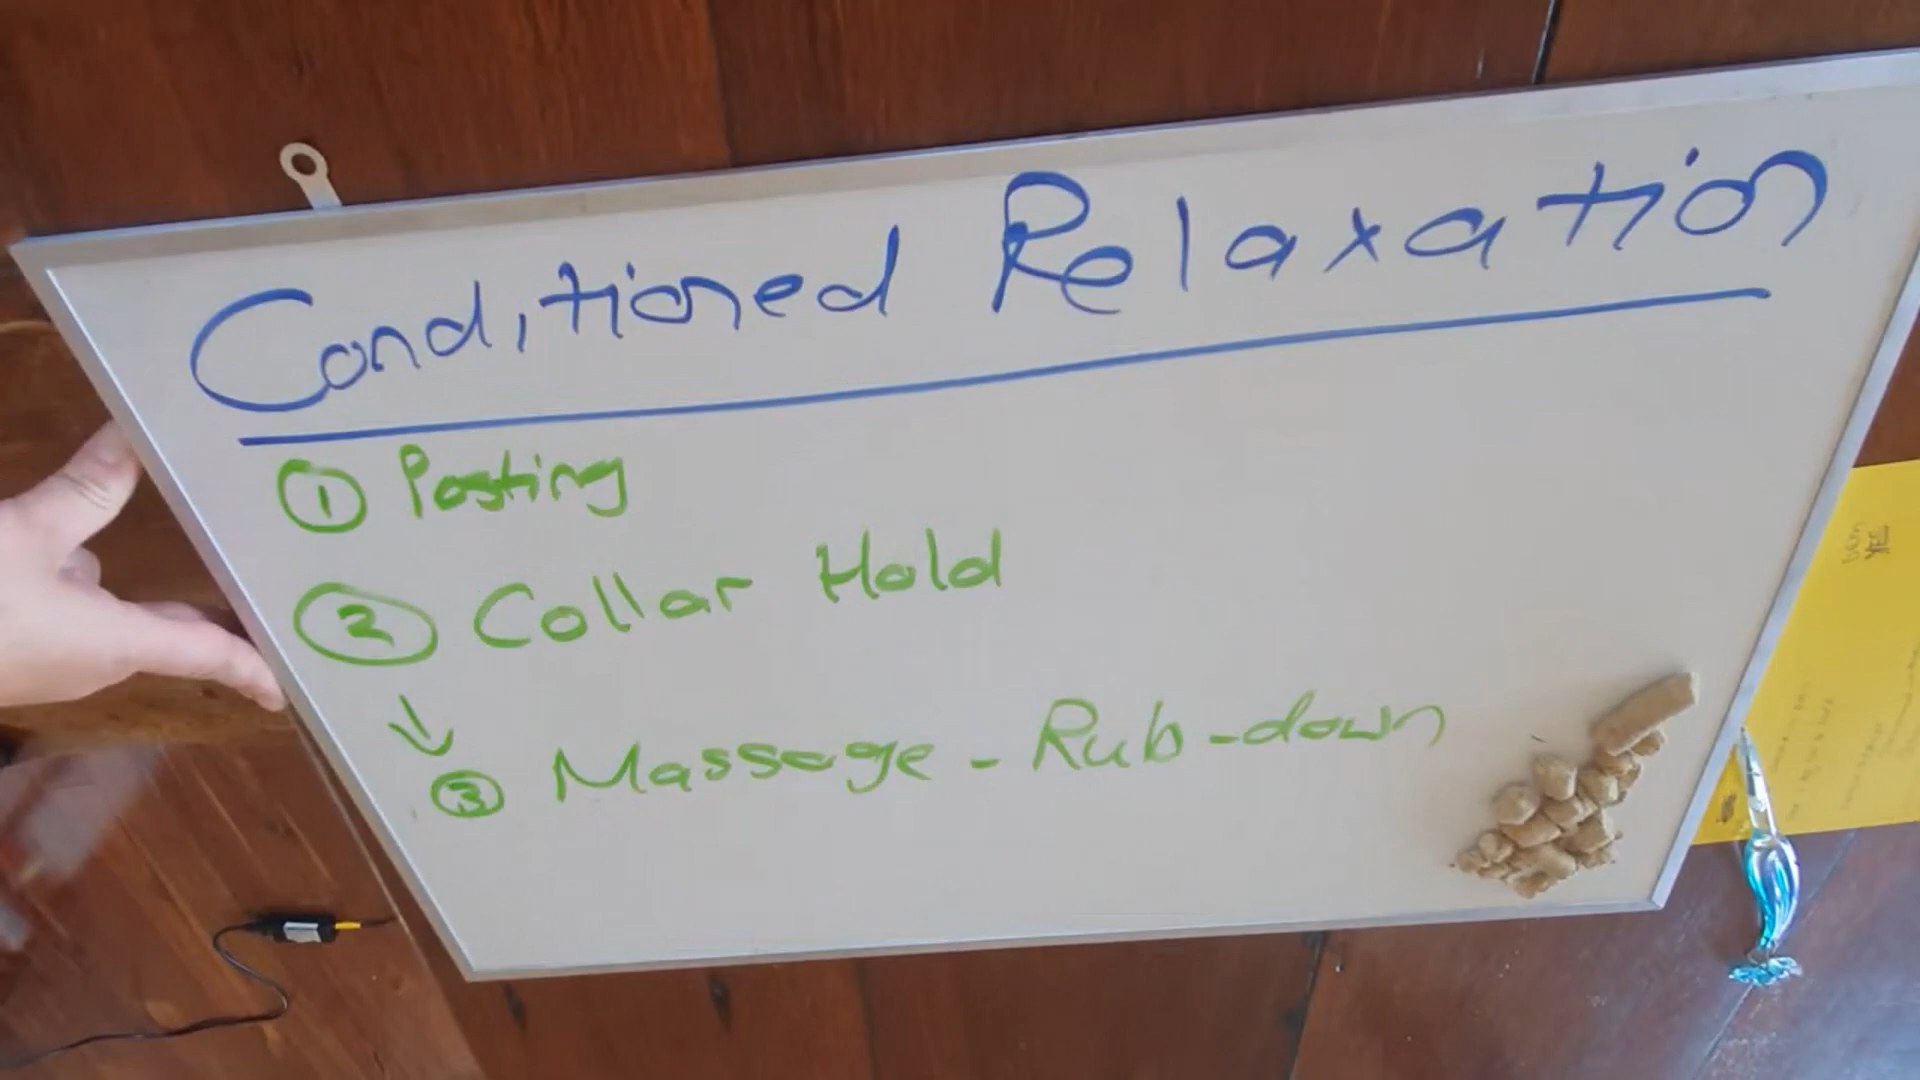 Conditioned Relaxation
① Posting
② Collar Hold
↓
③ Massage - Rub-down